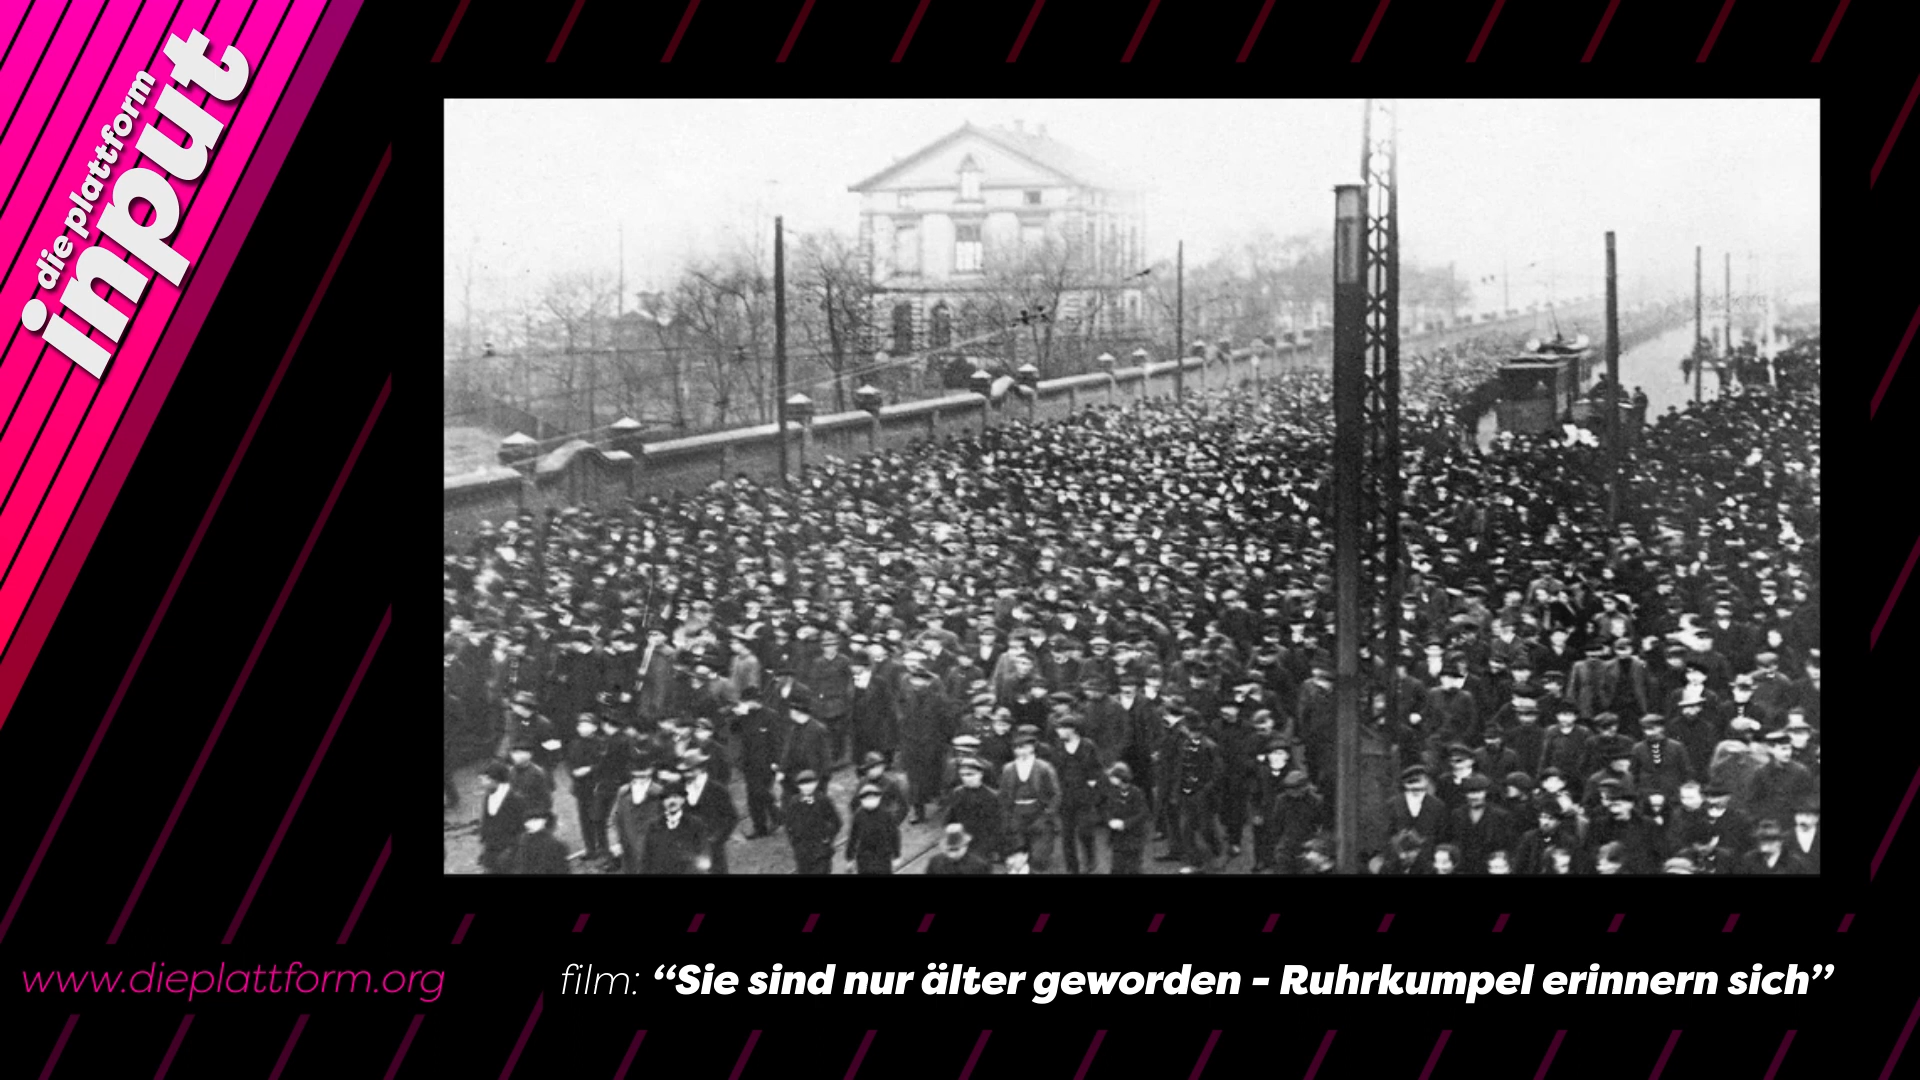 die plattform
input
www.dieplattform.org
film: “Sie sind nur älter geworden - Ruhrkumpel erinnern sich”